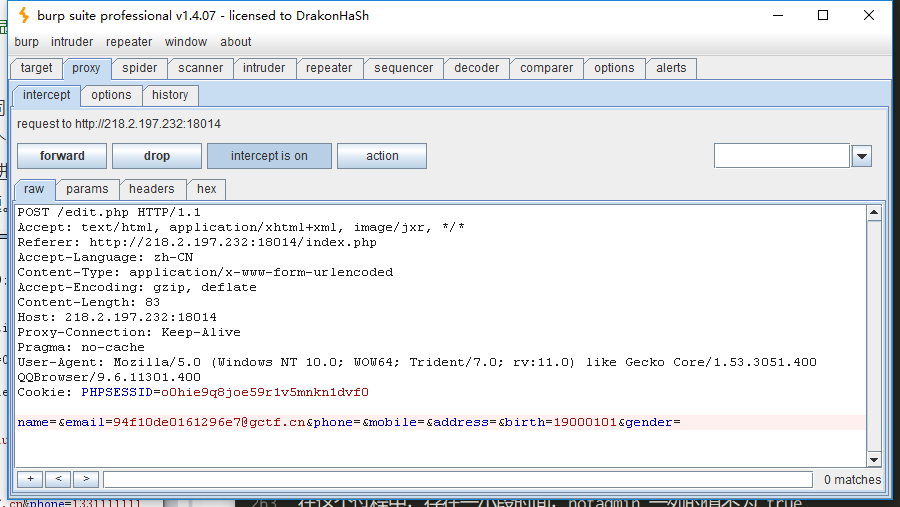 burp suite professional v1.4.07 - licensed to DrakonHaSh
burp intruder repeater window about
target proxy spider scanner intruder repeater sequencer decoder comparer options alerts
intercept options history
request to http://218.2.197.232:18014
forward drop intercept is on action
raw params headers hex
POST /edit.php HTTP/1.1
Accept: text/html, application/xhtml+xml, image/jxr, */*
Referer: http://218.2.197.232:18014/index.php
Accept-Language: zh-CN
Content-Type: application/x-www-form-urlencoded
Accept-Encoding: gzip, deflate
Content-Length: 83
Host: 218.2.197.232:18014
Proxy-Connection: Keep-Alive
Pragma: no-cache
User-Agent: Mozilla/5.0 (Windows NT 10.0; WOW64; Trident/7.0; rv:11.0) like Gecko Core/1.53.3051.400
QQBrowser/9.6.11301.400
Cookie: PHPSESSID=o0hie9q8joe59r1v5mnkn1dvf0
name=&email=94f10de0161296e7@gctf.cn&phone=&mobile=&address=&birth=19000101&gender=
+ < > 0 matches